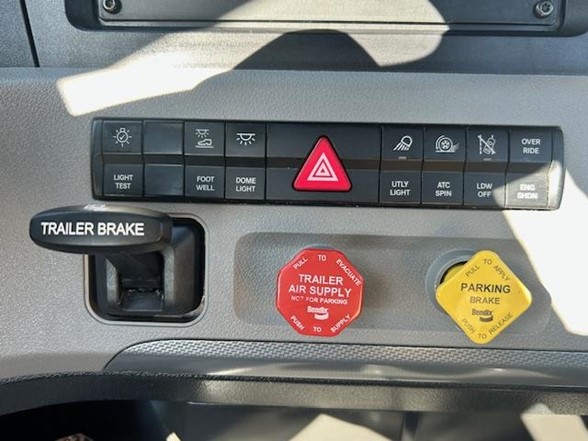 LIGHT
TEST
FOOT
WELL
DOME
LIGHT
UTLY
LIGHT
ATC
SPIN
LDW
OFF
OVER
RIDE
ENG
SHDN
TRAILER BRAKE
PULL TO EVACUATE
TRAILER
AIR SUPPLY
NOT FOR PARKING
Bendix
PUSH TO SUPPLY
PULL TO APPLY
PARKING
BRAKE
Bendix
PUSH TO RELEASE